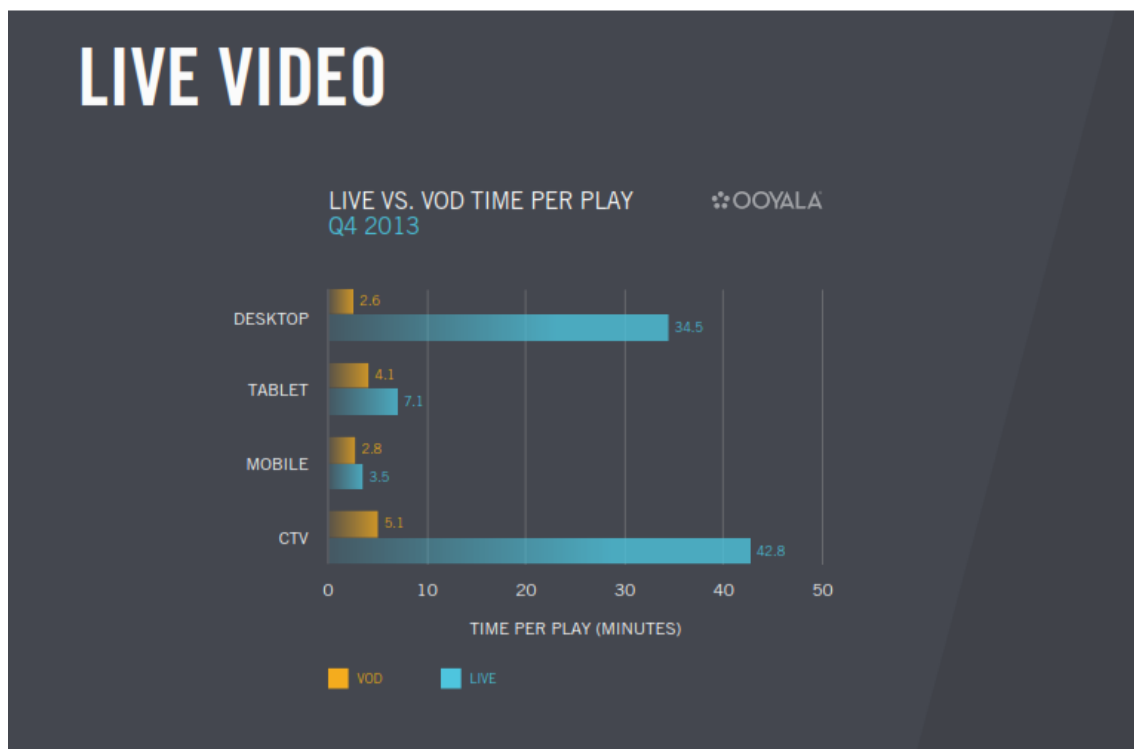 LIVE VIDEO
LIVE VS. VOD TIME PER PLAY
OOYALA
Q4 2013
2.6
DESKTOP
34.5
4.1
TABLET
7.1
2.8
MOBILE
3.5
5.1
CTV
42.8
0 10 20 30 40 50
TIME PER PLAY (MINUTES)
VOD LIVE